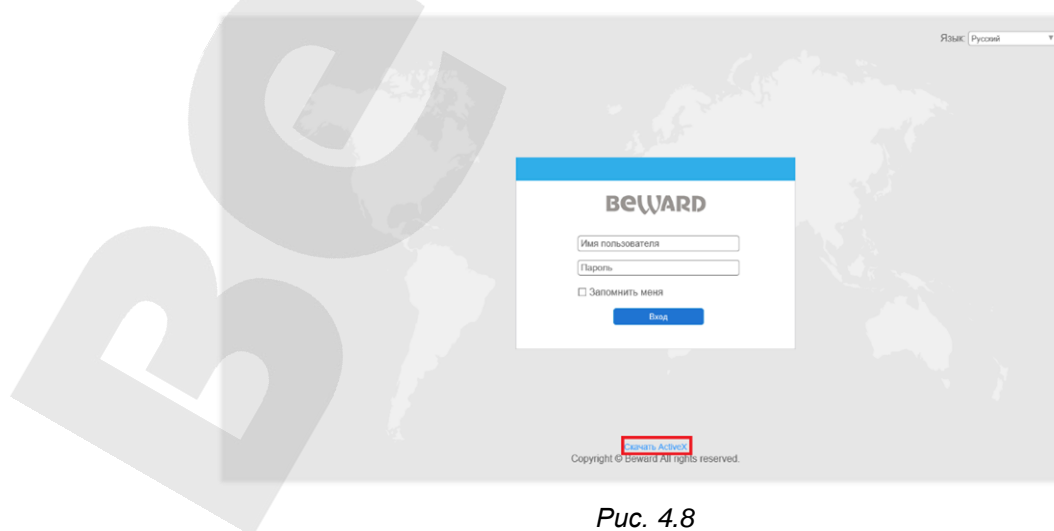 Язык: Русский
BEWARD
Имя пользователя
Пароль
Запомнить меня
Вход
Скачать ActiveX
Copyright © Beward All rights reserved.
Рис. 4.8